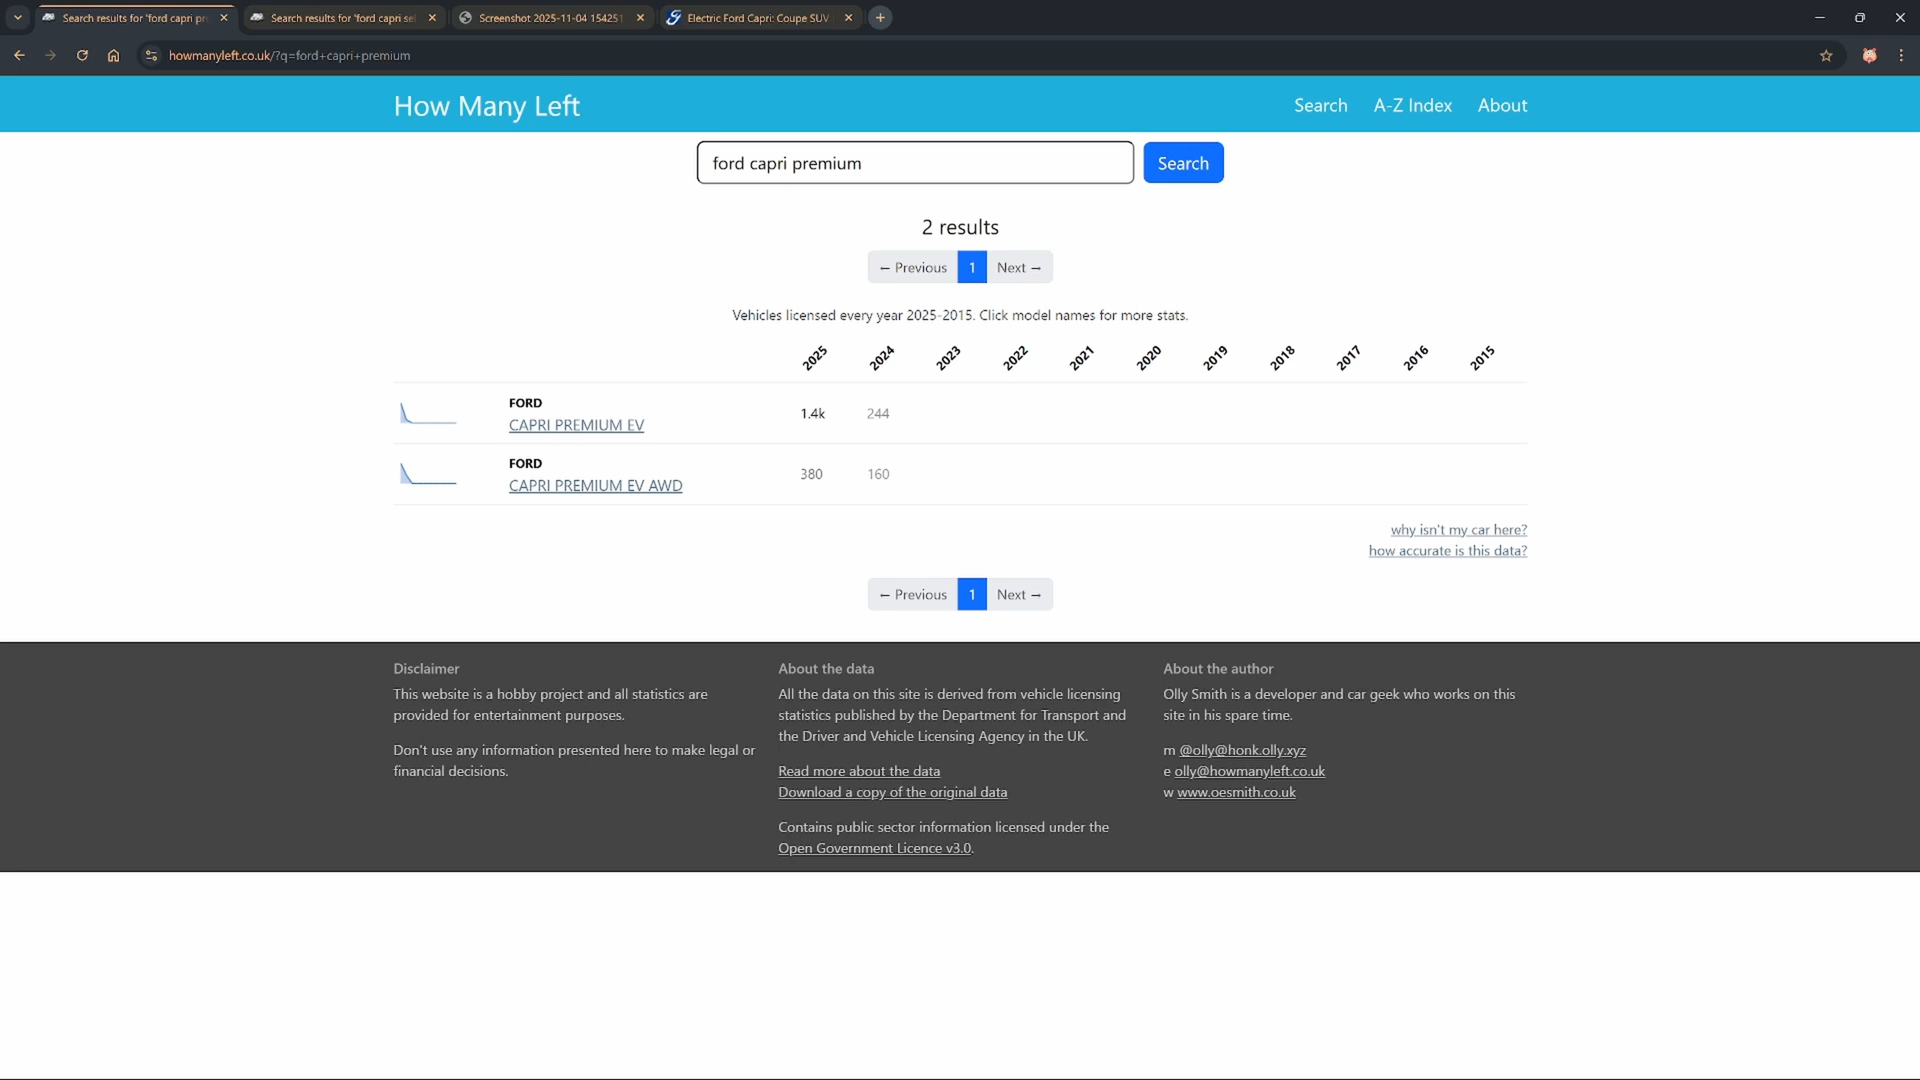 Search results for 'ford capri pr
Search results for 'ford capri se
Screenshot 2025-11-04 154251
Electric Ford Capri: Coupe SUV
howmanyleft.co.uk/?q=ford+capri+premium
How Many Left
Search
A-Z Index
About
ford capri premium
Search
2 results
← Previous 1 Next →
Vehicles licensed every year 2025-2015. Click model names for more stats.
2025 2024 2023 2022 2021 2020 2019 2018 2017 2016 2015
FORD
CAPRI PREMIUM EV 1.4k 244
FORD
CAPRI PREMIUM EV AWD 380 160
why isn't my car here?
how accurate is this data?
← Previous 1 Next →
Disclaimer
This website is a hobby project and all statistics are
provided for entertainment purposes.
Don't use any information presented here to make legal or
financial decisions.
About the data
All the data on this site is derived from vehicle licensing
statistics published by the Department for Transport and
the Driver and Vehicle Licensing Agency in the UK.
Read more about the data
Download a copy of the original data
Contains public sector information licensed under the
Open Government Licence v3.0.
About the author
Olly Smith is a developer and car geek who works on this
site in his spare time.
m @olly@honk.olly.xyz
e olly@howmanyleft.co.uk
w www.oesmith.co.uk